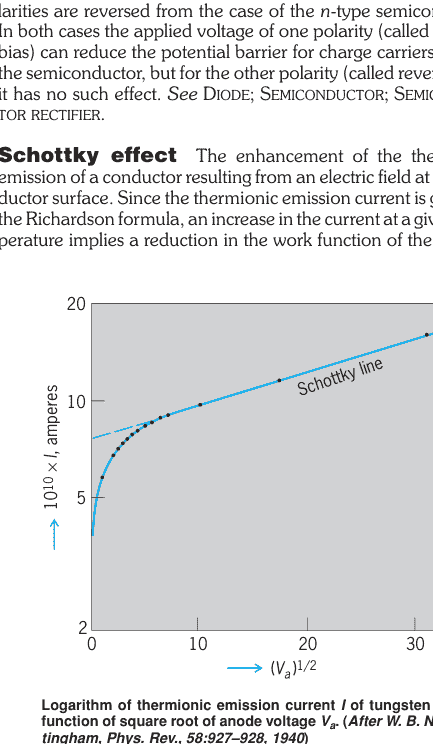 larities are reversed from the case of the n-type semicon
In both cases the applied voltage of one polarity (called
bias) can reduce the potential barrier for charge carriers
the semiconductor, but for the other polarity (called rever
it has no such effect. See DIODE; SEMICONDUCTOR; SEMIC
TOR RECTIFIER.
Schottky effect The enhancement of the the
emission of a conductor resulting from an electric field at
ductor surface. Since the thermionic emission current is g
the Richardson formula, an increase in the current at a giv
perature implies a reduction in the work function of the
20
10
5
2
10¹⁰ × I, amperes
Schottky line
0 10 20 30
(Vₐ)¹/²
Logarithm of thermionic emission current I of tungsten
function of square root of anode voltage Vₐ. (After W. B. N
tingham, Phys. Rev., 58:927–928, 1940)